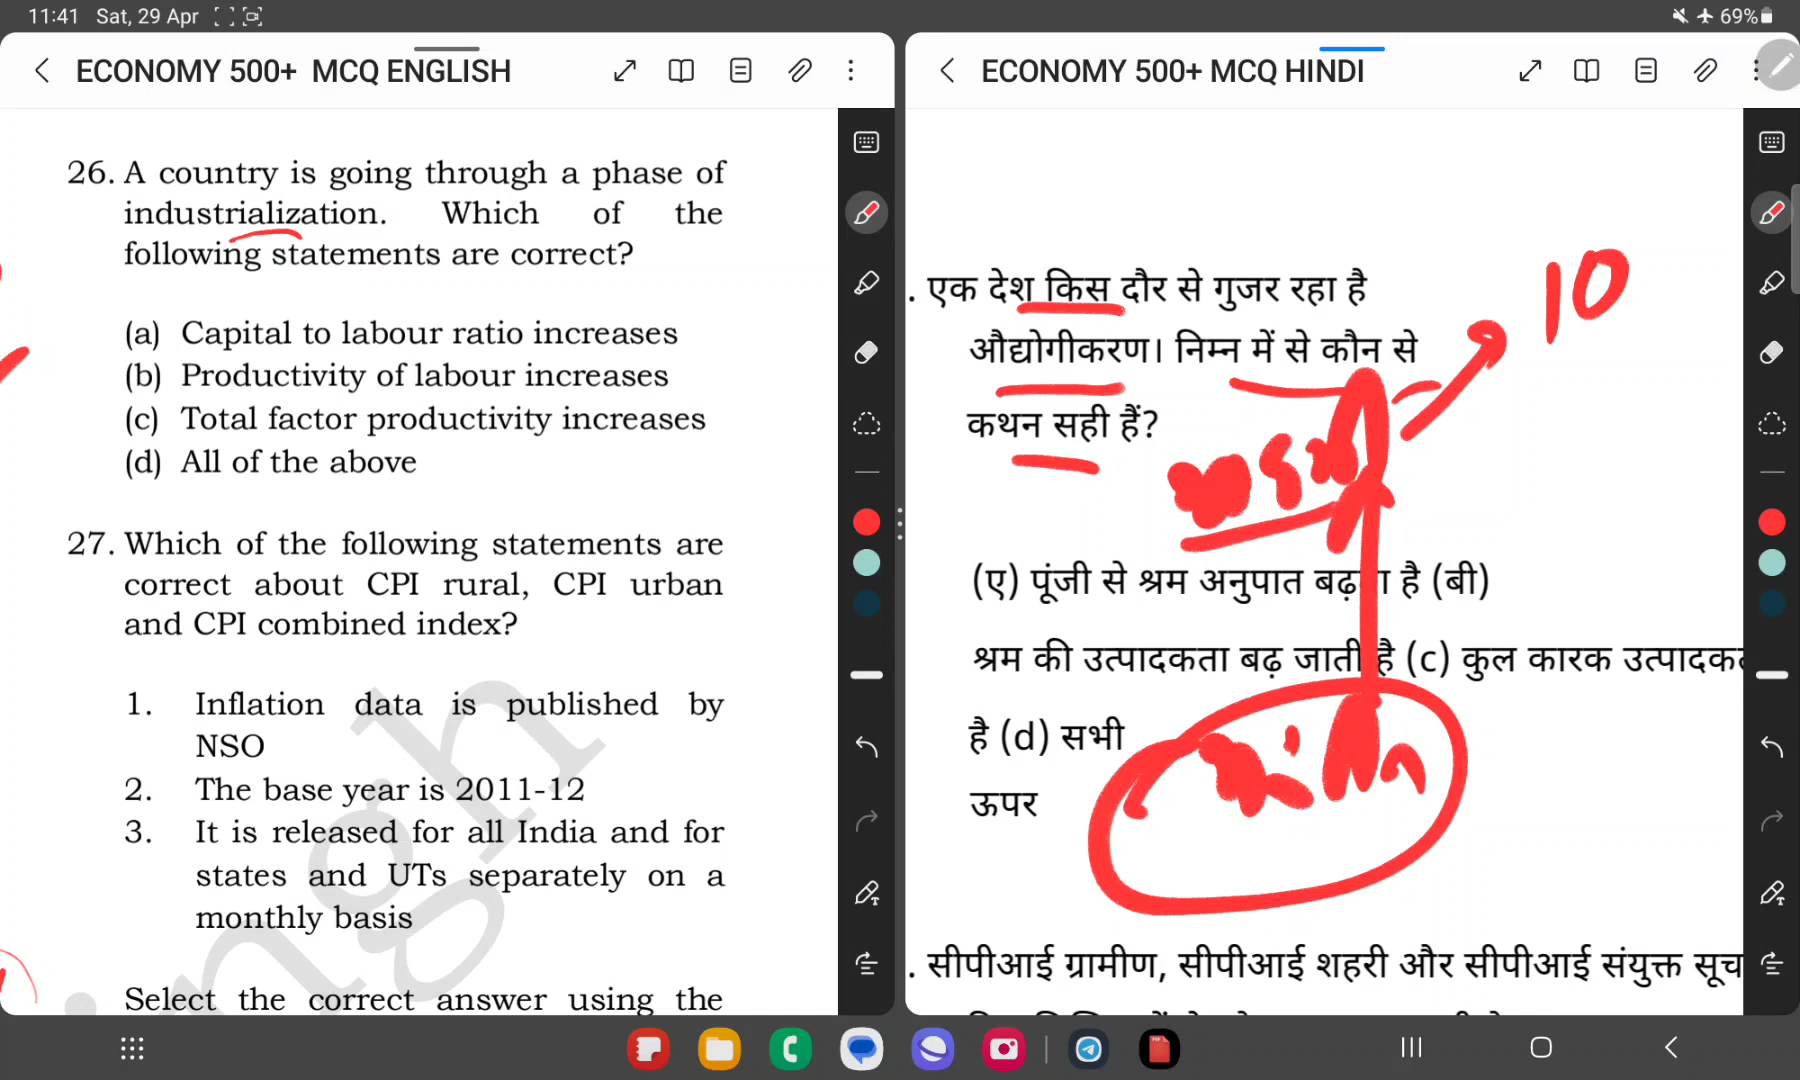 11:41 Sat, 29 Apr
69%
ECONOMY 500+ MCQ ENGLISH
26. A country is going through a phase of
industrialization. Which of the
following statements are correct?
(a) Capital to labour ratio increases
(b) Productivity of labour increases
(c) Total factor productivity increases
(d) All of the above
27. Which of the following statements are
correct about CPI rural, CPI urban
and CPI combined index?
1. Inflation data is published by
NSO
2. The base year is 2011-12
3. It is released for all India and for
states and UTs separately on a
monthly basis
Select the correct answer using the
ECONOMY 500+ MCQ HINDI
. एक देश किस दौर से गुजर रहा है
औद्योगीकरण। निम्न में से कौन से
कथन सही हैं?
10
(ए) पूंजी से श्रम अनुपात बढ़ता है (बी)
श्रम की उत्पादकता बढ़ जाती है (c) कुल कारक
है (d) सभी
ऊपर
. सीपीआई ग्रामीण, सीपीआई शहरी और सीपीआई संयुक्त